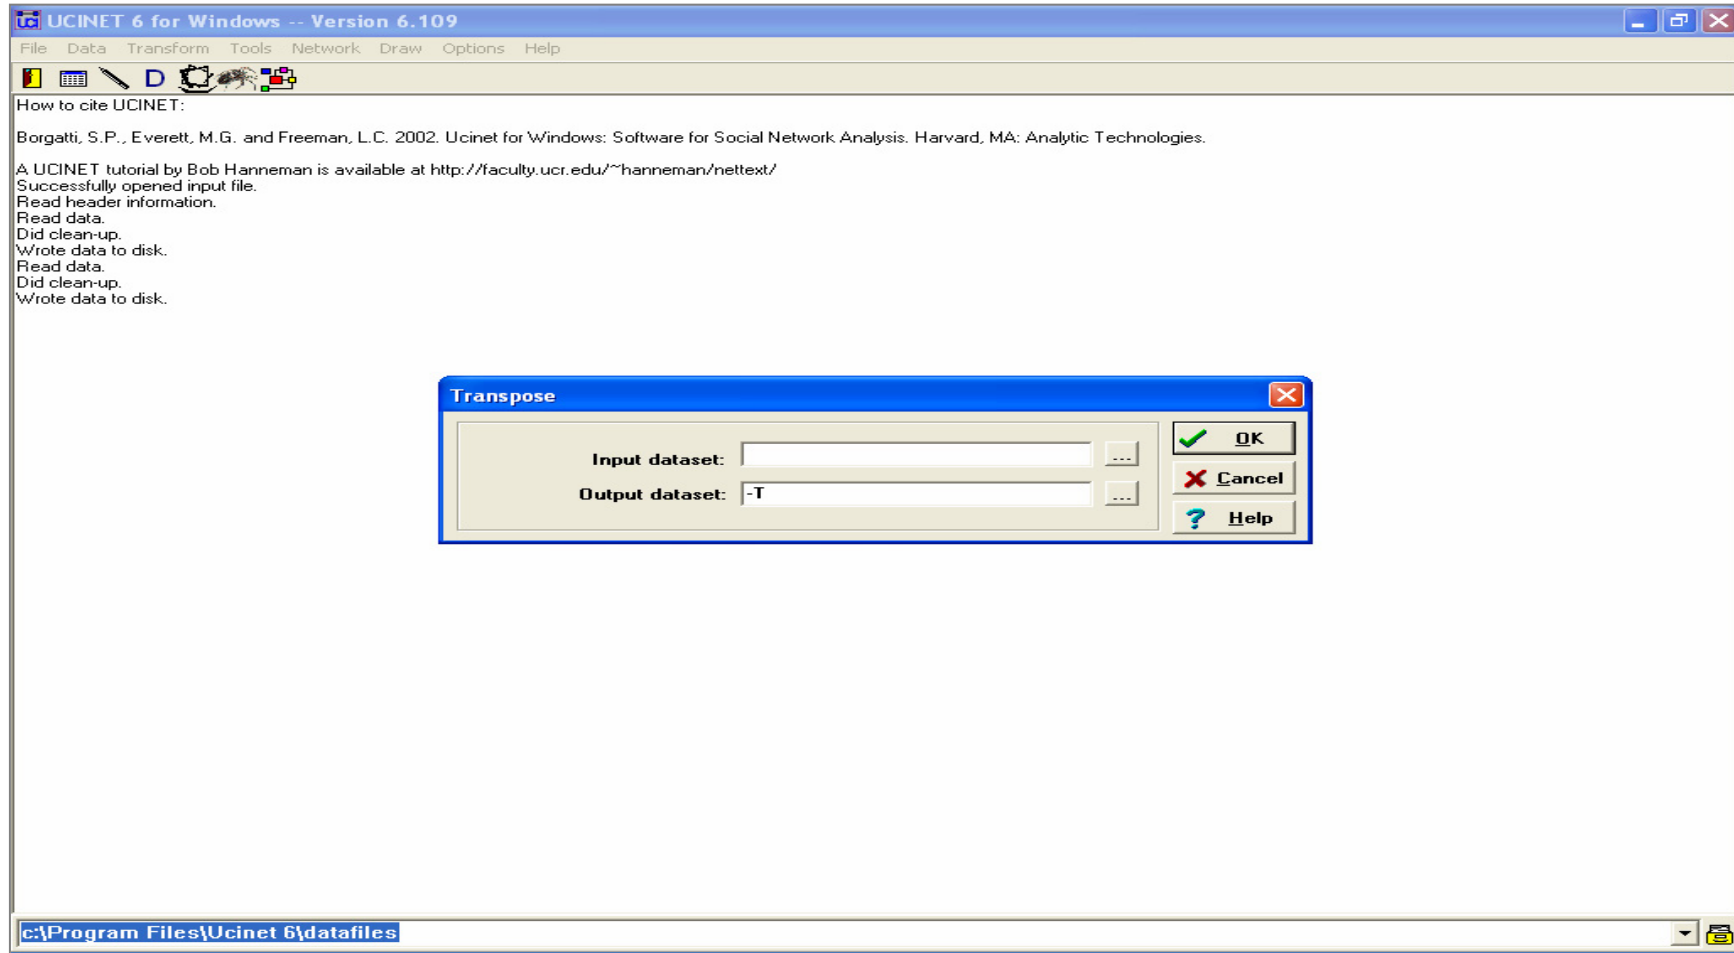 UCINET 6 for Windows -- Version 6.109
File Data Transform Tools Network Draw Options Help
D
How to cite UCINET:
Borgatti, S.P., Everett, M.G. and Freeman, L.C. 2002. Ucinet for Windows: Software for Social Network Analysis. Harvard, MA: Analytic Technologies.
A UCINET tutorial by Bob Hanneman is available at http://faculty.ucr.edu/~hanneman/nettext/
Successfully opened input file.
Read header information.
Read data.
Did clean-up.
Wrote data to disk.
Read data.
Did clean-up.
Wrote data to disk.
Transpose
Input dataset: ...
Output dataset: -T ...
OK
Cancel
? Help
c:\Program Files\Ucinet 6\datafiles